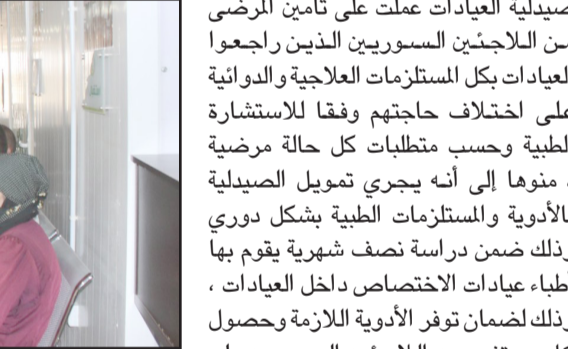 صيدلية العيادات عملت على تأمين المرضى
من اللاجئين السوريين الذين راجعوا
العيادات بكل المستلزمات العلاجية والدوائية
على اختلاف حاجتهم وفقا للاستشارة
الطبية وحسب متطلبات كل حالة مرضية
، منوها إلى أنه يجري تمويل الصيدلية
بالأدوية والمستلزمات الطبية بشكل دوري
وذلك ضمن دراسة نصف شهرية يقوم بها
أطباء عيادات الاختصاص داخل العيادات ،
وذلك لضمان توفر الأدوية اللازمة وحصول